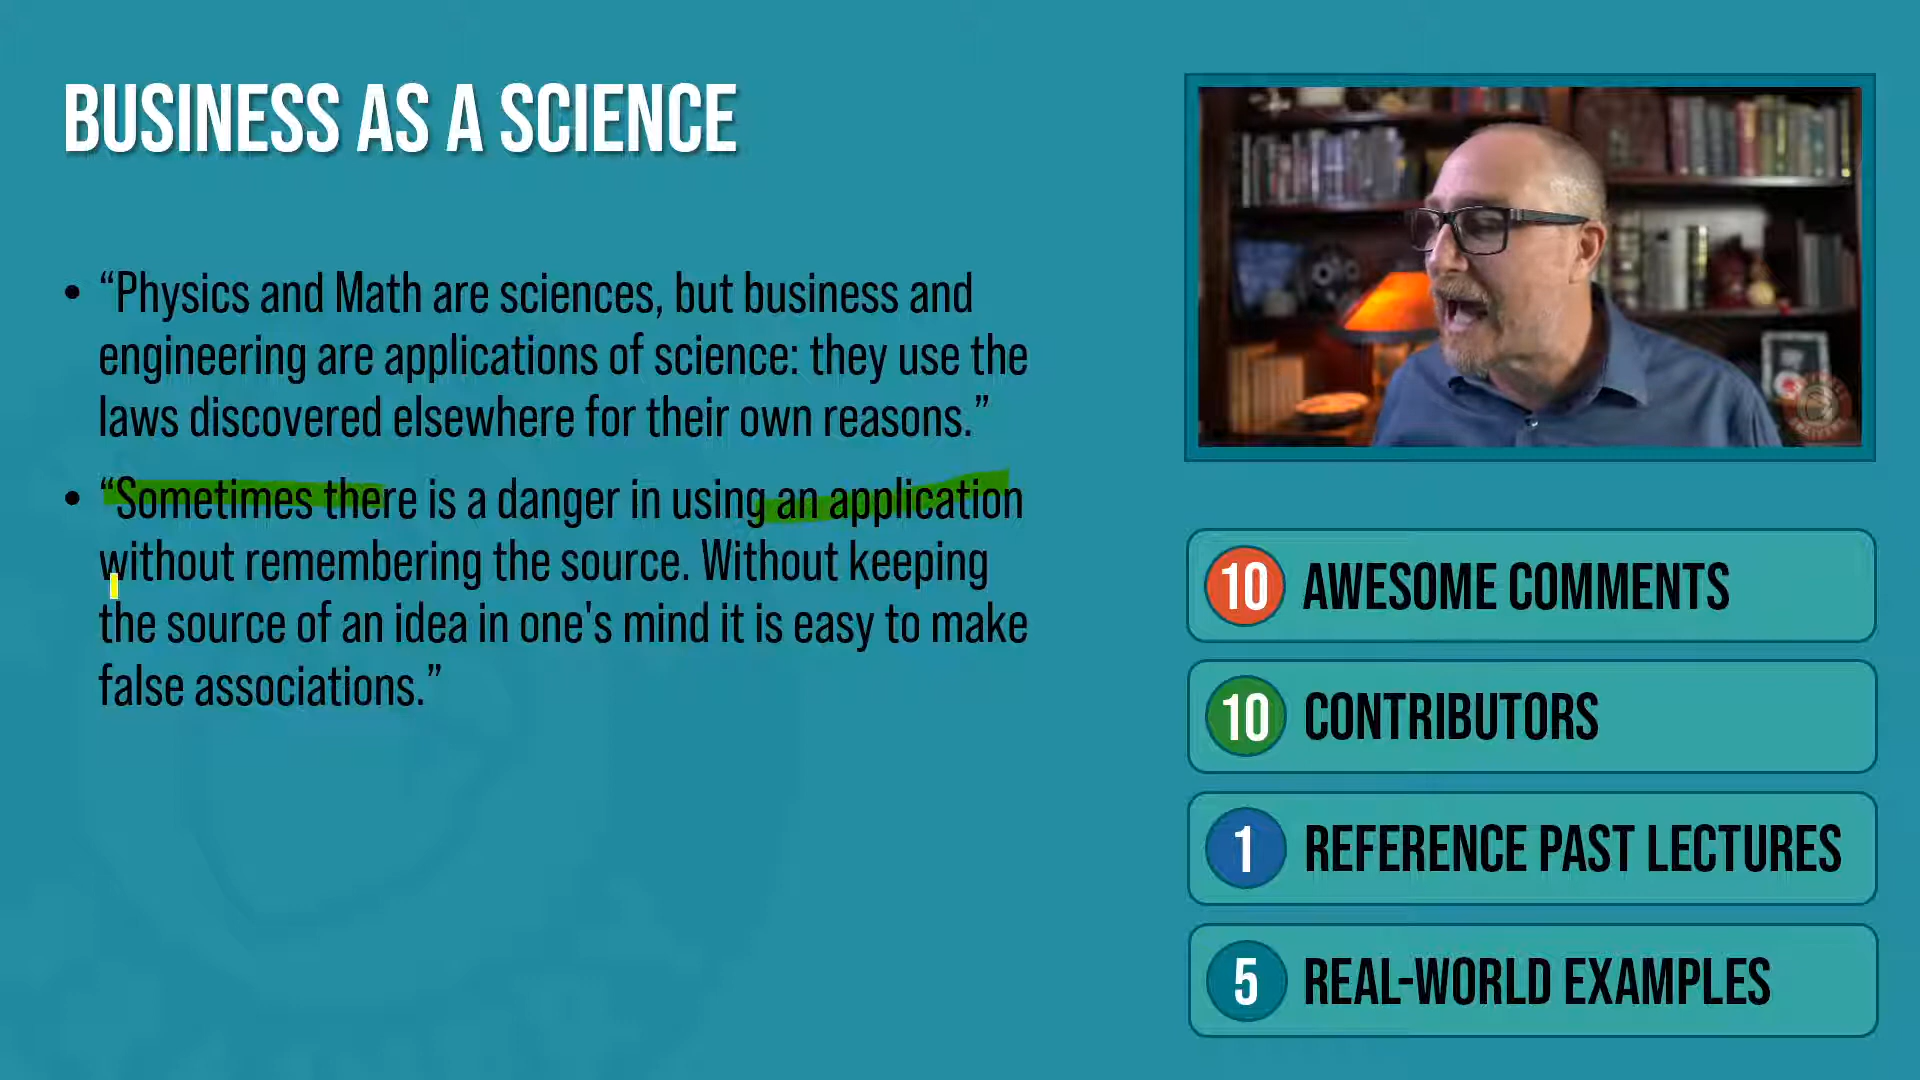 BUSINESS AS A SCIENCE
• “Physics and Math are sciences, but business and
engineering are applications of science: they use the
laws discovered elsewhere for their own reasons.”
• “Sometimes there is a danger in using an application
without remembering the source. Without keeping
the source of an idea in one's mind it is easy to make
false associations.”
10 AWESOME COMMENTS
10 CONTRIBUTORS
1 REFERENCE PAST LECTURES
5 REAL-WORLD EXAMPLES